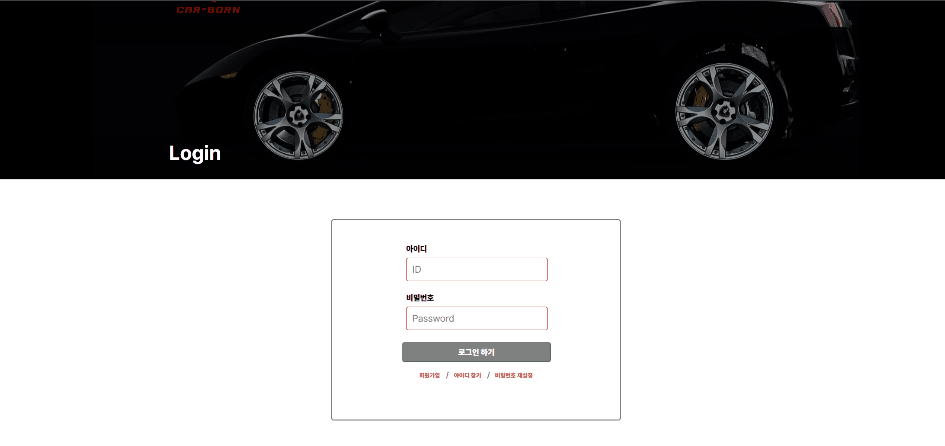 CAR-BORN
Login
아이디
ID
비밀번호
Password
로그인 하기
회원가입 / 아이디 찾기 / 비밀번호 재설정